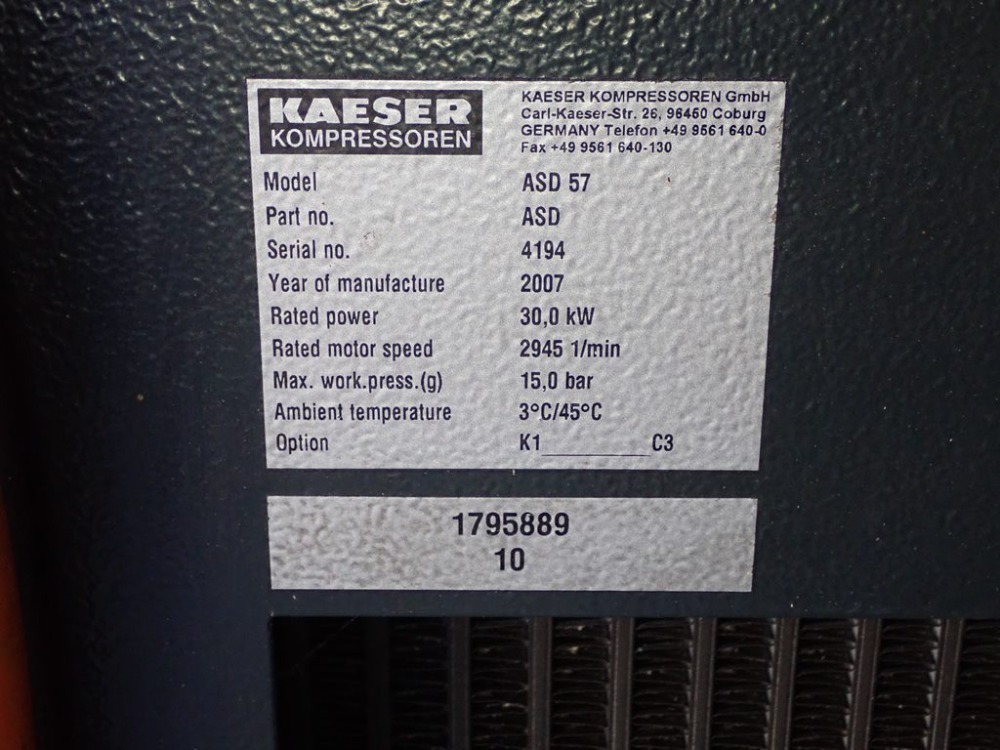 KAESER
KOMPRESSOREN
KAESER KOMPRESSOREN GmbH
Carl-Kaeser-Str. 26, 96450 Coburg
GERMANY Telefon +49 9561 640-0
Fax +49 9561 640-130
Model ASD 57
Part no. ASD
Serial no. 4194
Year of manufacture 2007
Rated power 30,0 kW
Rated motor speed 2945 1/min
Max. work.press.(g) 15,0 bar
Ambient temperature 3°C/45°C
Option K1_________C3
1795889
10